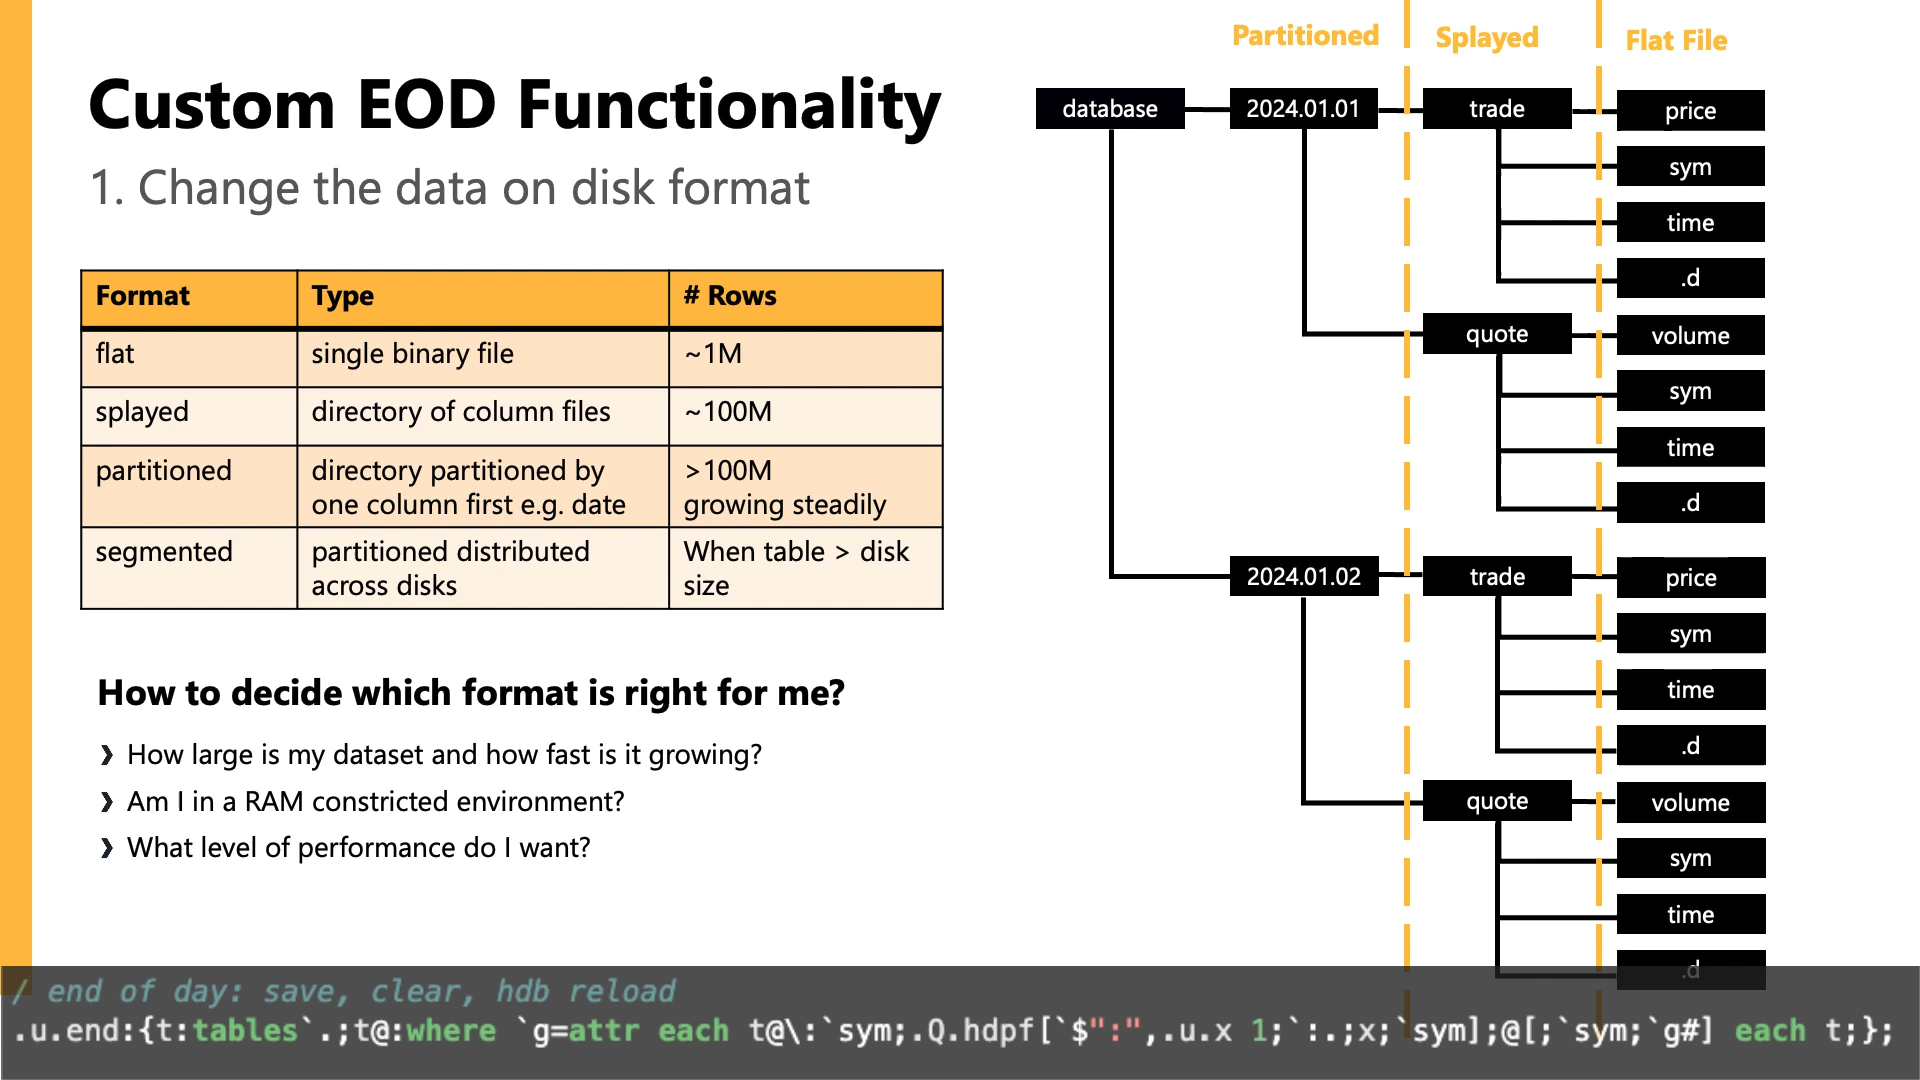 Custom EOD Functionality
1. Change the data on disk format
Format Type # Rows
flat single binary file ~1M
splayed directory of column files ~100M
partitioned directory partitioned by one column first e.g. date >100M growing steadily
segmented partitioned distributed across disks When table > disk size
How to decide which format is right for me?
❯ How large is my dataset and how fast is it growing?
❯ Am I in a RAM constricted environment?
❯ What level of performance do I want?
Partitioned Splayed Flat File
database 2024.01.01 trade price
sym
time
.d
quote volume
sym
time
.d
2024.01.02 trade price
sym
time
.d
quote volume
sym
time
.d
/ end of day: save, clear, hdb reload
.u.end:{t:tables`.;t@:where `g=attr each t@\:`sym;.Q.hdpf[`$":",.u.x 1;`:.;x;`sym];@[;`sym;`g#] each t;};